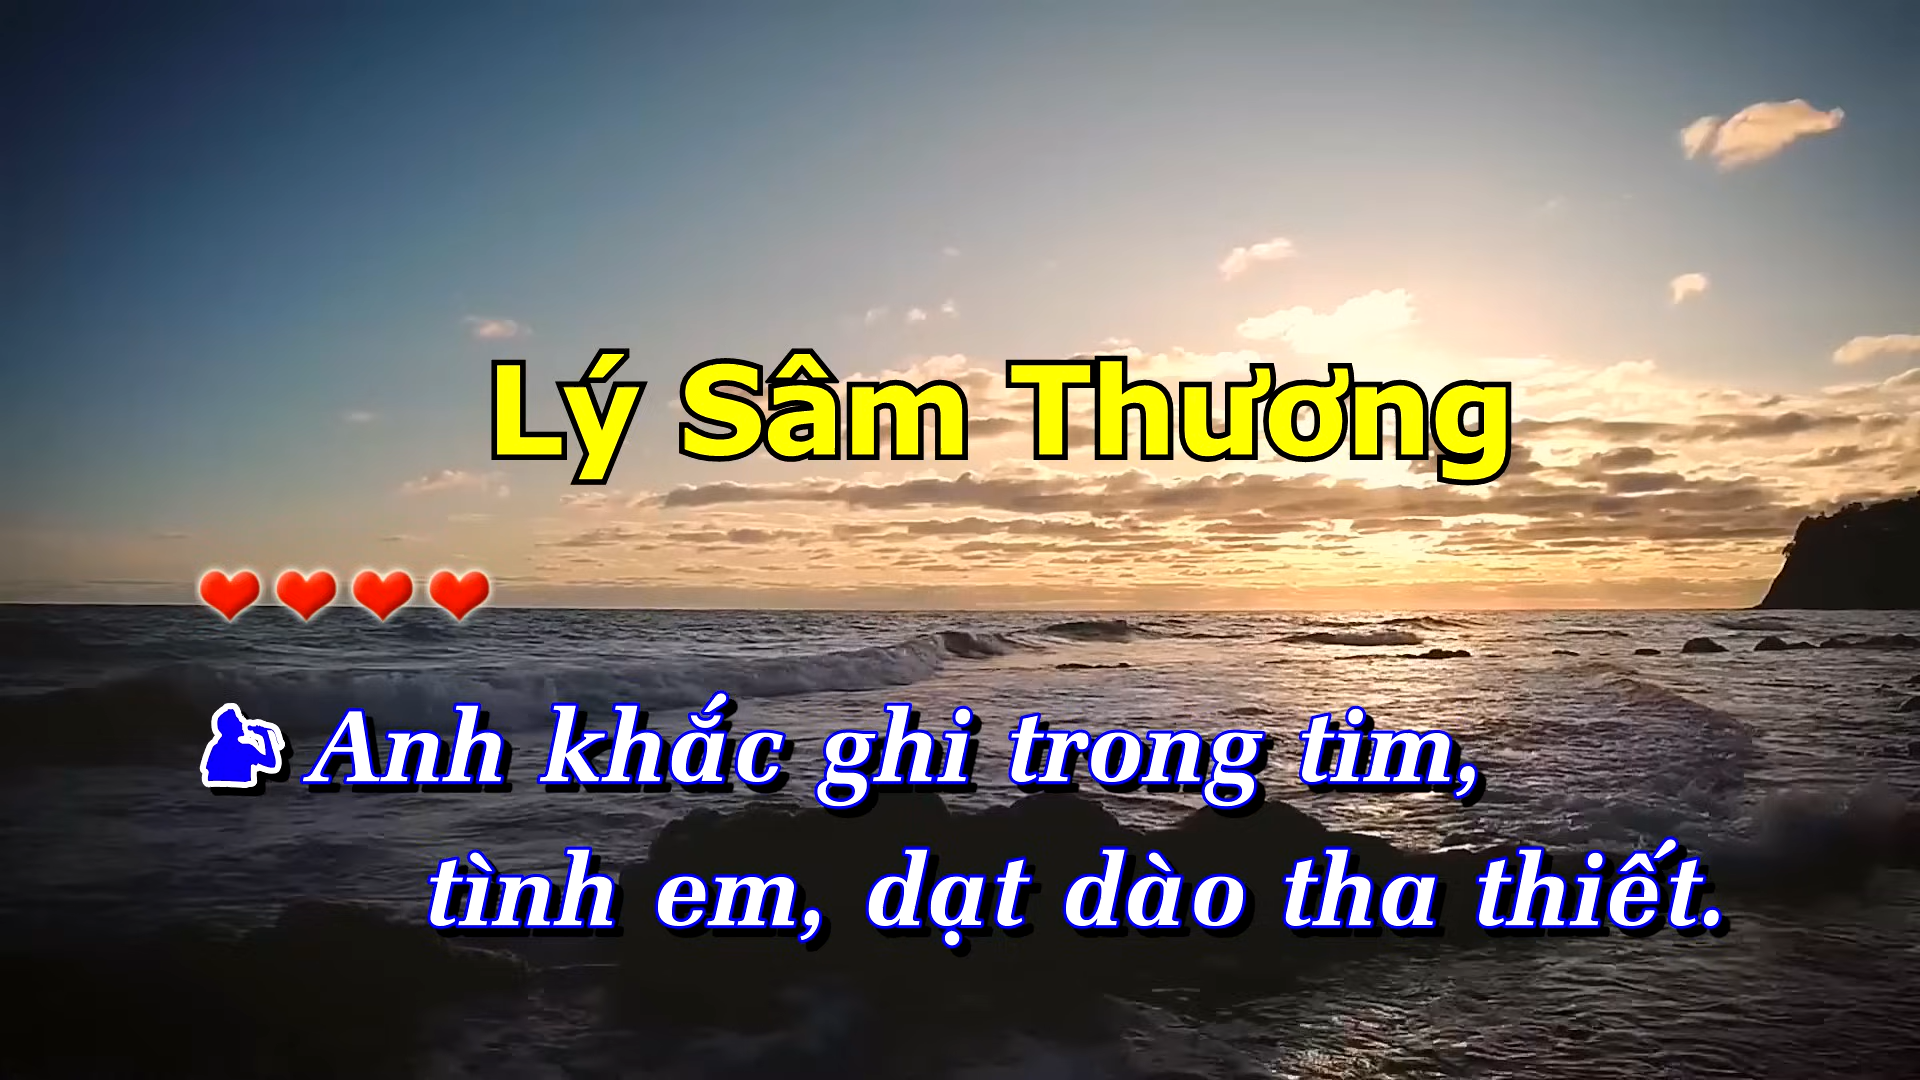 Lý Sâm Thương
Anh khắc ghi trong tim,
tình em, dạt dào tha thiết.